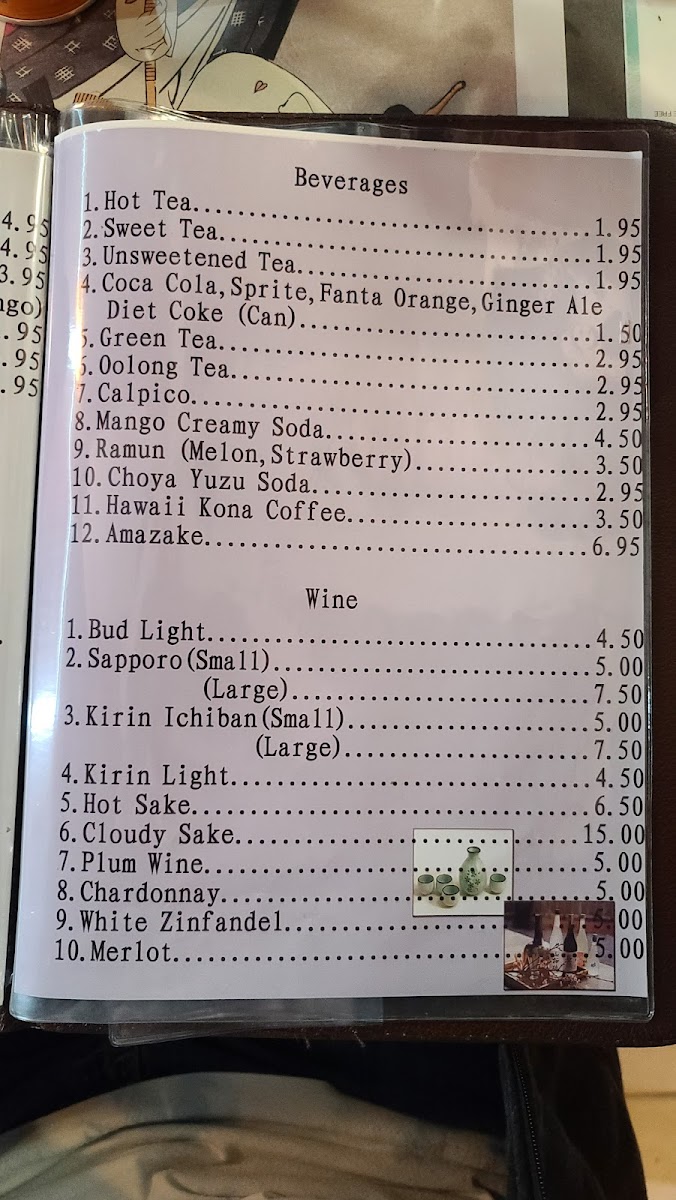 4.95
4.95
3.95
ngo)
.95
.95
.95
Beverages
1.Hot Tea....................................1.95
2.Sweet Tea..................................1.95
3.Unsweetened Tea............................1.95
4.Coca Cola,Sprite,Fanta Orange,Ginger Ale
Diet Coke (Can)..............................1.50
5.Green Tea..................................2.95
6.Oolong Tea.................................2.95
7.Calpico....................................2.95
8.Mango Creamy Soda..........................4.50
9.Ramun (Melon,Strawberry)...................3.50
10.Choya Yuzu Soda...........................2.95
11.Hawaii Kona Coffee........................3.50
12.Amazake...................................6.95
Wine
1.Bud Light..................................4.50
2.Sapporo(Small).............................5.00
(Large)......................................7.50
3.Kirin Ichiban(Small).......................5.00
(Large)......................................7.50
4.Kirin Light................................4.50
5.Hot Sake...................................6.50
6.Cloudy Sake................................15.00
7.Plum Wine..................................5.00
8.Chardonnay.................................5.00
9.White Zinfandel............................5.00
10.Merlot....................................5.00